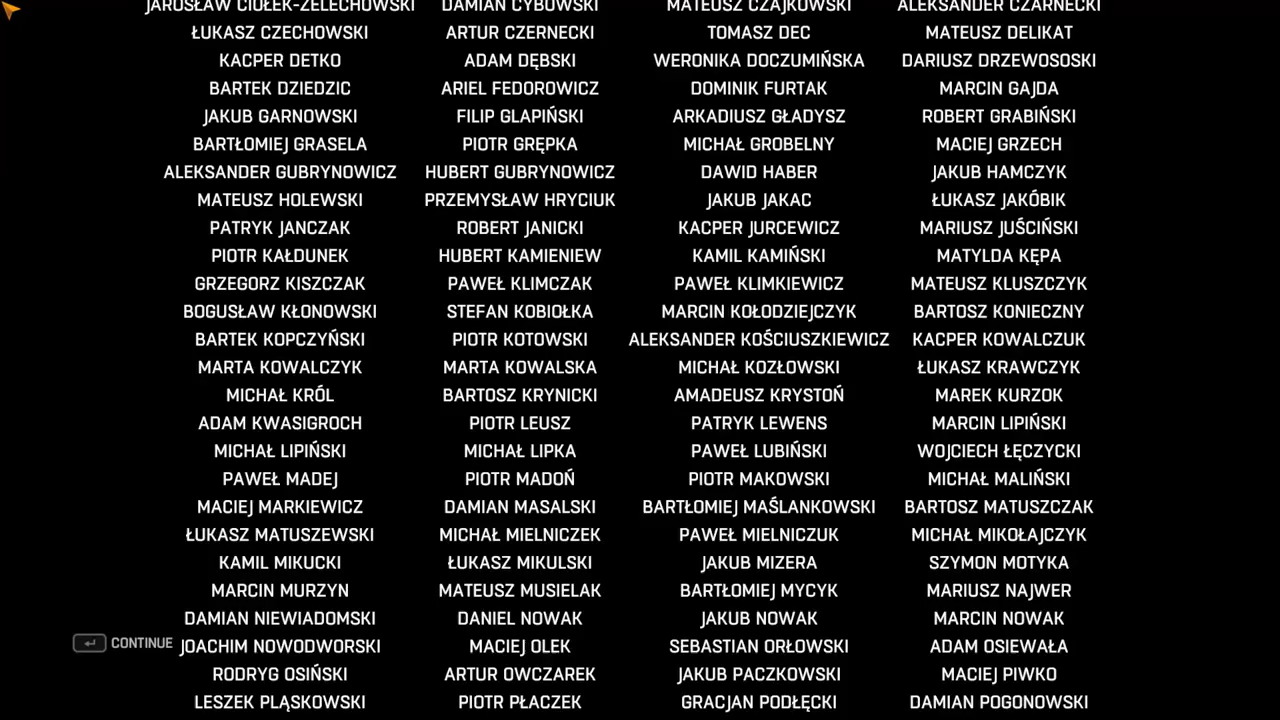 JAROSŁAW CIOŁEK-ŻELECHOWSKI DAMIAN CYBOWSKI MATEUSZ CZAJKOWSKI ALEKSANDER CZARNECKI
ŁUKASZ CZECHOWSKI ARTUR CZERNECKI TOMASZ DEC MATEUSZ DELIKAT
KACPER DETKO ADAM DĘBSKI WERONIKA DOCZUMIŃSKA DARIUSZ DRZEWOSOSKI
BARTEK DZIEDZIC ARIEL FEDOROWICZ DOMINIK FURTAK MARCIN GAJDA
JAKUB GARNOWSKI FILIP GLAPIŃSKI ARKADIUSZ GŁADYSZ ROBERT GRABIŃSKI
BARTŁOMIEJ GRASELA PIOTR GRĘPKA MICHAŁ GROBELNY MACIEJ GRZECH
ALEKSANDER GUBRYNOWICZ HUBERT GUBRYNOWICZ DAWID HABER JAKUB HAMCZYK
MATEUSZ HOLEWSKI PRZEMYSŁAW HRYCIUK JAKUB JAKAC ŁUKASZ JAKÓBIK
PATRYK JANCZAK ROBERT JANICKI KACPER JURCEWICZ MARIUSZ JUŚCIŃSKI
PIOTR KAŁDUNEK HUBERT KAMIENIEW KAMIL KAMIŃSKI MATYLDA KĘPA
GRZEGORZ KISZCZAK PAWEŁ KLIMCZAK PAWEŁ KLIMKIEWICZ MATEUSZ KLUSZCZYK
BOGUSŁAW KŁONOWSKI STEFAN KOBIOŁKA MARCIN KOŁODZIEJCZYK BARTOSZ KONIECZNY
BARTEK KOPCZYŃSKI PIOTR KOTOWSKI ALEKSANDER KOŚCIUSZKIEWICZ KACPER KOWALCZUK
MARTA KOWALCZYK MARTA KOWALSKA MICHAŁ KOZŁOWSKI ŁUKASZ KRAWCZYK
MICHAŁ KRÓL BARTOSZ KRYNICKI AMADEUSZ KRYSTOŃ MAREK KURZOK
ADAM KWASIGROCH PIOTR LEUSZ PATRYK LEWENS MARCIN LIPIŃSKI
MICHAŁ LIPIŃSKI MICHAŁ LIPKA PAWEŁ LUBIŃSKI WOJCIECH ŁĘCZYCKI
PAWEŁ MADEJ PIOTR MADOŃ PIOTR MAKOWSKI MICHAŁ MALIŃSKI
MACIEJ MARKIEWICZ DAMIAN MASALSKI BARTŁOMIEJ MAŚLANKOWSKI BARTOSZ MATUSZCZAK
ŁUKASZ MATUSZEWSKI MICHAŁ MIELNICZEK PAWEŁ MIELNICZUK MICHAŁ MIKOŁAJCZYK
KAMIL MIKUCKI ŁUKASZ MIKULSKI JAKUB MIZERA SZYMON MOTYKA
MARCIN MURZYN MATEUSZ MUSIELAK BARTŁOMIEJ MYCYK MARIUSZ NAJWER
DAMIAN NIEWIADOMSKI DANIEL NOWAK JAKUB NOWAK MARCIN NOWAK
CONTINUE JOACHIM NOWODWORSKI MACIEJ OLEK SEBASTIAN ORŁOWSKI ADAM OSIEWAŁA
RODRYG OSIŃSKI ARTUR OWCZAREK JAKUB PACZKOWSKI MACIEJ PIWKO
LESZEK PLĄSKOWSKI PIOTR PŁACZEK GRACJAN PODŁĘCKI DAMIAN POGONOWSKI